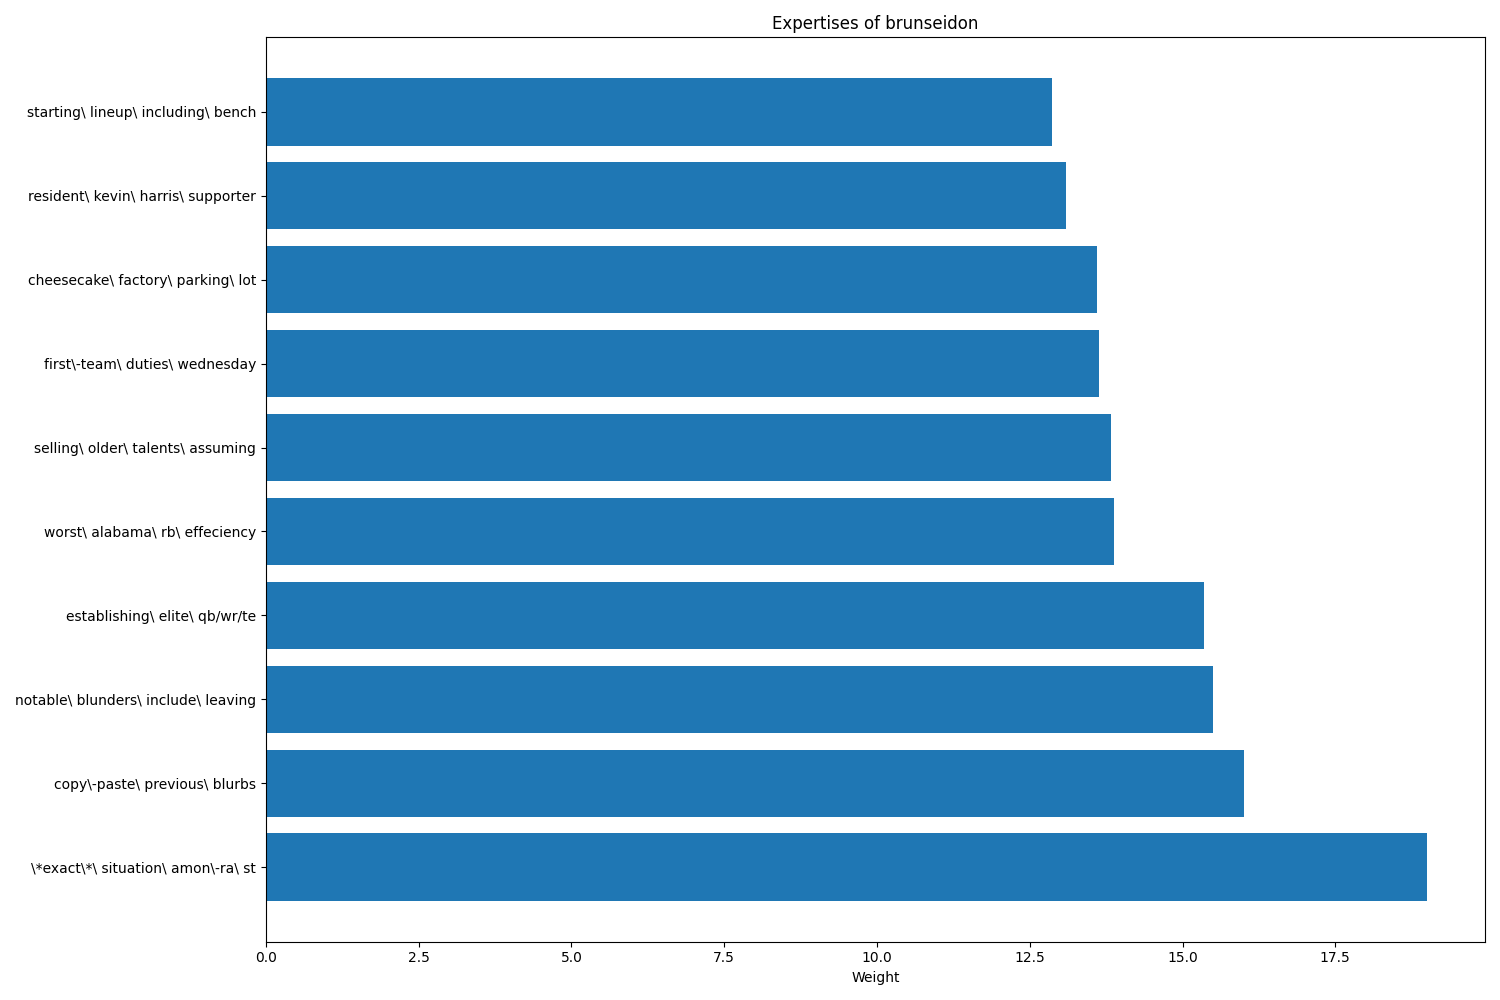 Expertises of brunseidon
starting\ lineup\ including\ bench
resident\ kevin\ harris\ supporter
cheesecake\ factory\ parking\ lot
first\-team\ duties\ wednesday
selling\ older\ talents\ assuming
worst\ alabama\ rb\ effeciency
establishing\ elite\ qb/wr/te
notable\ blunders\ include\ leaving
copy\-paste\ previous\ blurbs
\*exact\*\ situation\ amon\-ra\ st
0.0 2.5 5.0 7.5 10.0 12.5 15.0 17.5
Weight